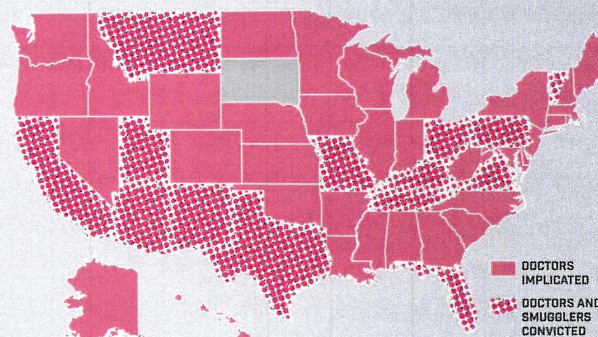 DOCTORS
IMPLICATED
DOCTORS AND
SMUGGLERS
CONVICTED